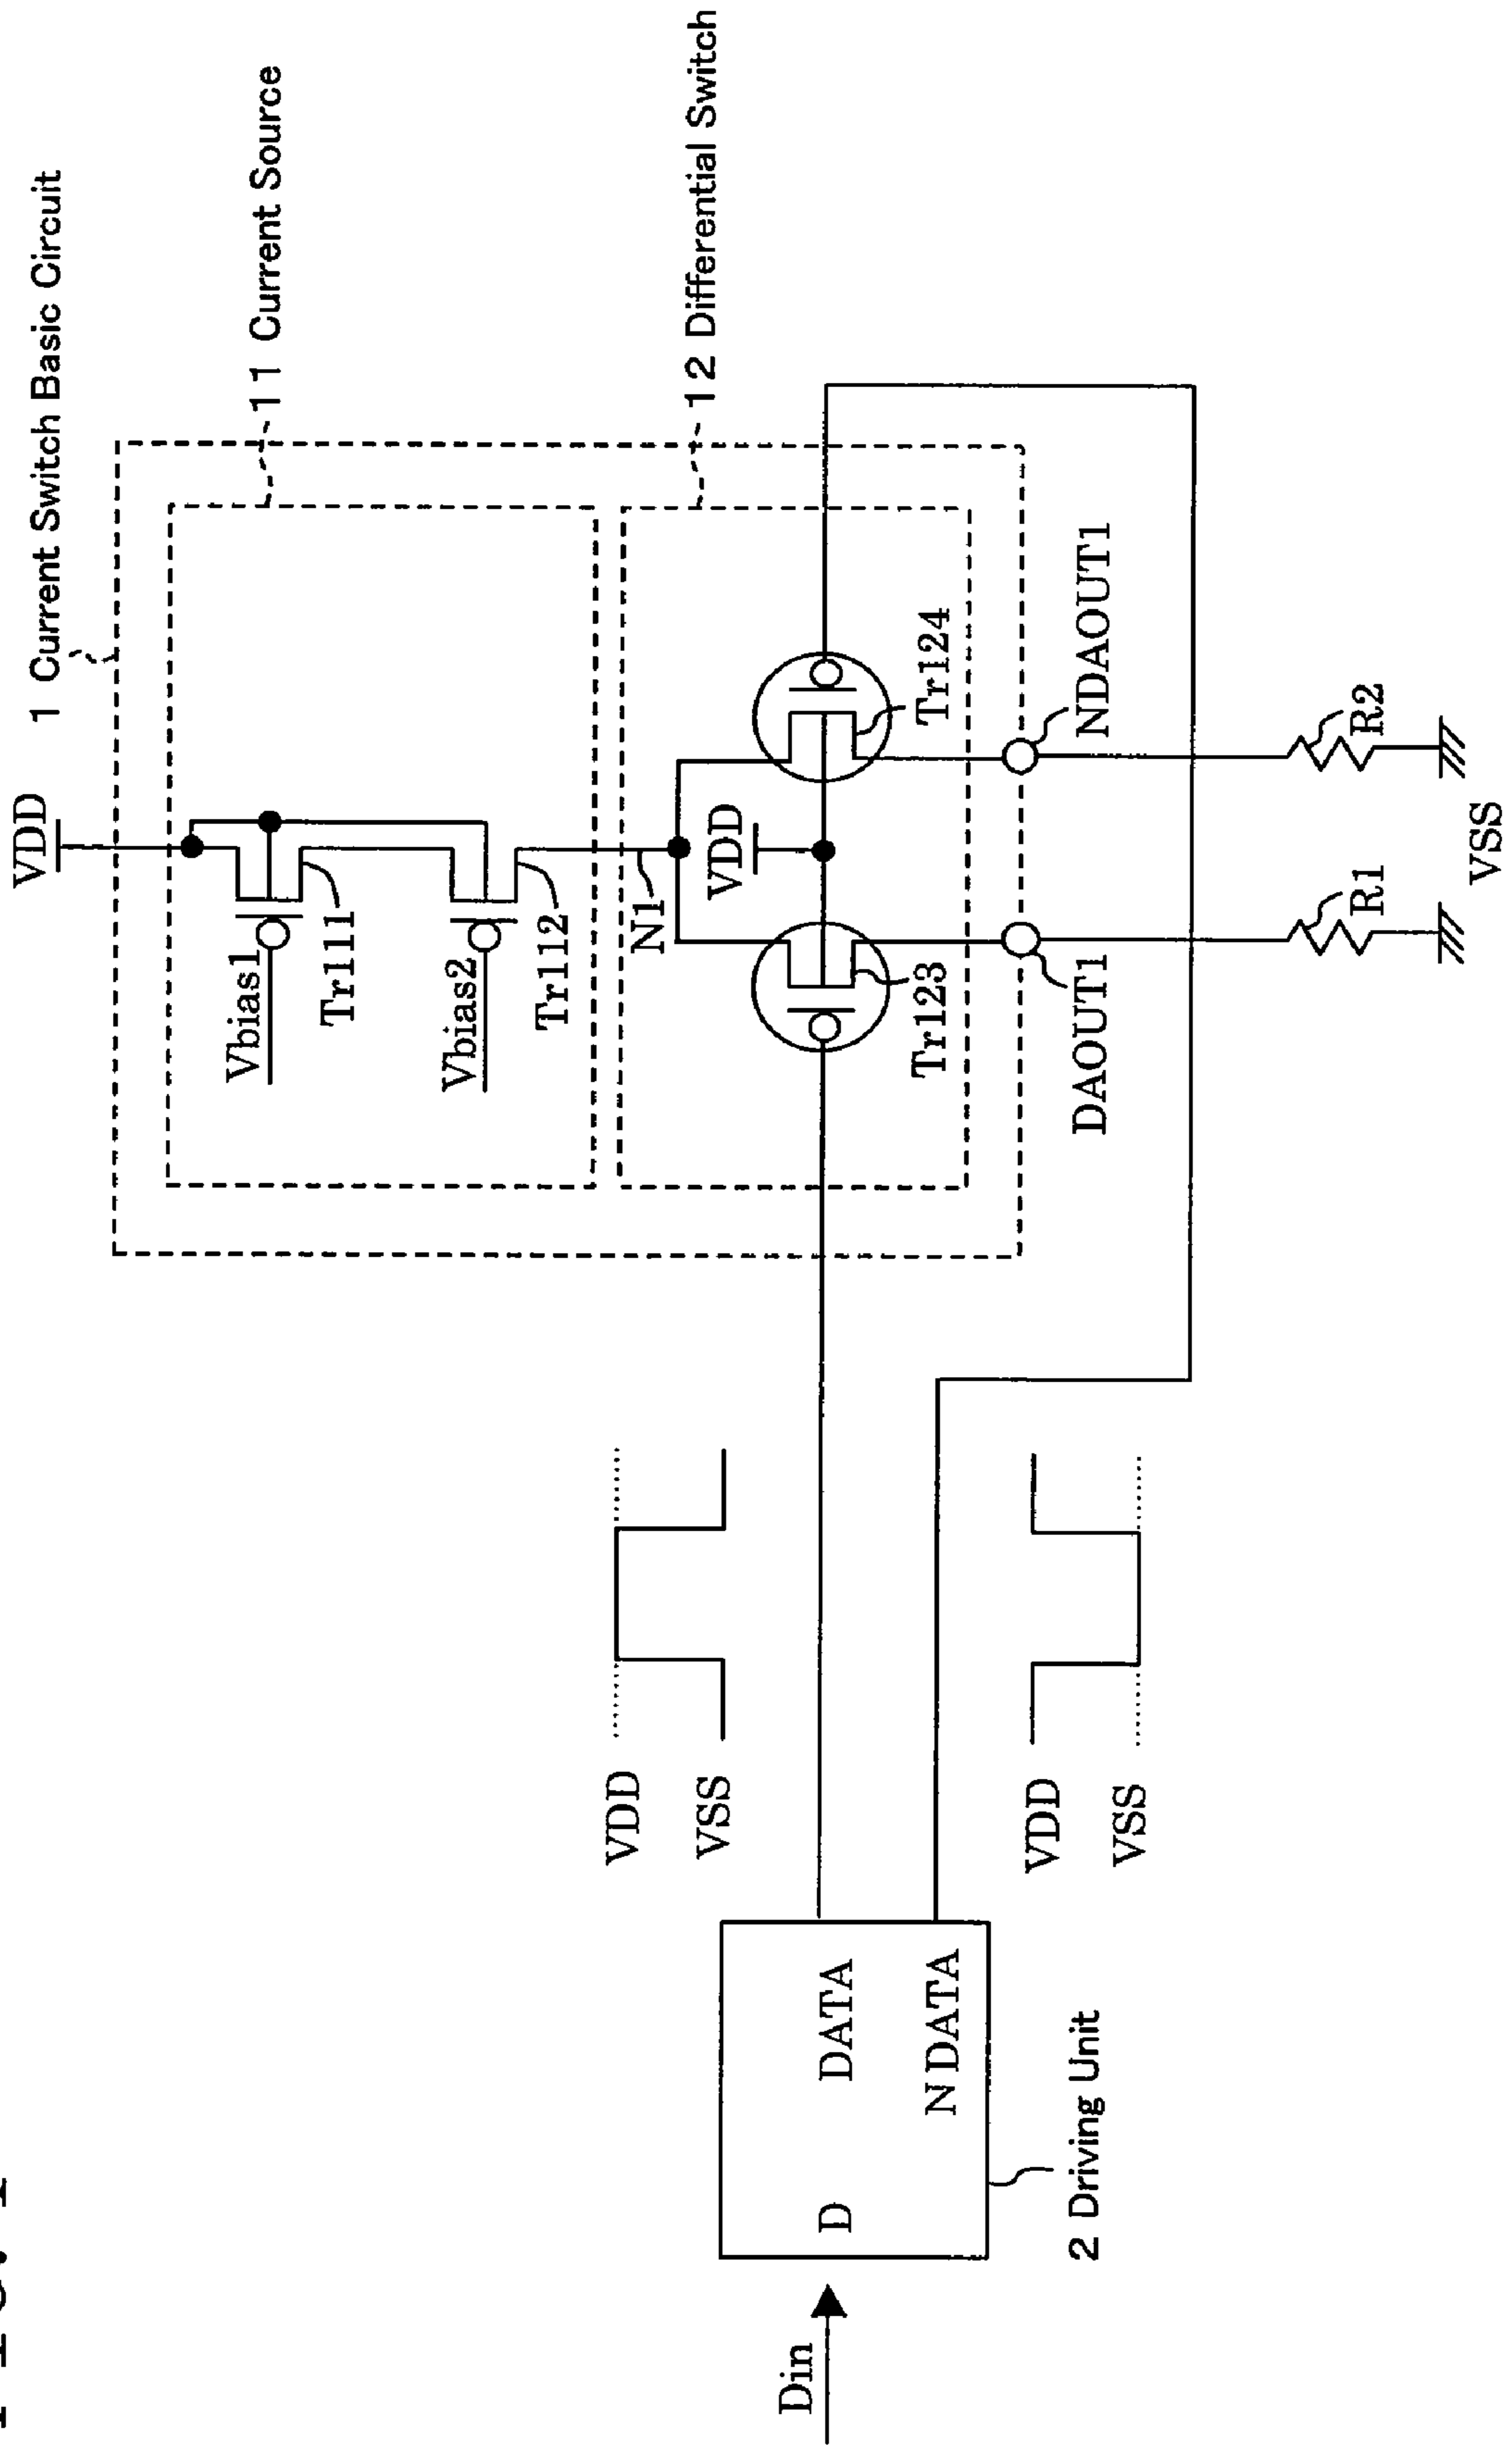 1 Current Switch Basic Circuit
VDD
11 Current Source
Vbias1
Tr111
Vbias2
Tr112
12 Differential Switch
N1
VDD
Tr123
Tr124
DAOUT1
NDAOUT1
R1
R2
VSS
VDD
VSS
VDD
VSS
Din
D
DATA
NDATA
2 Driving Unit